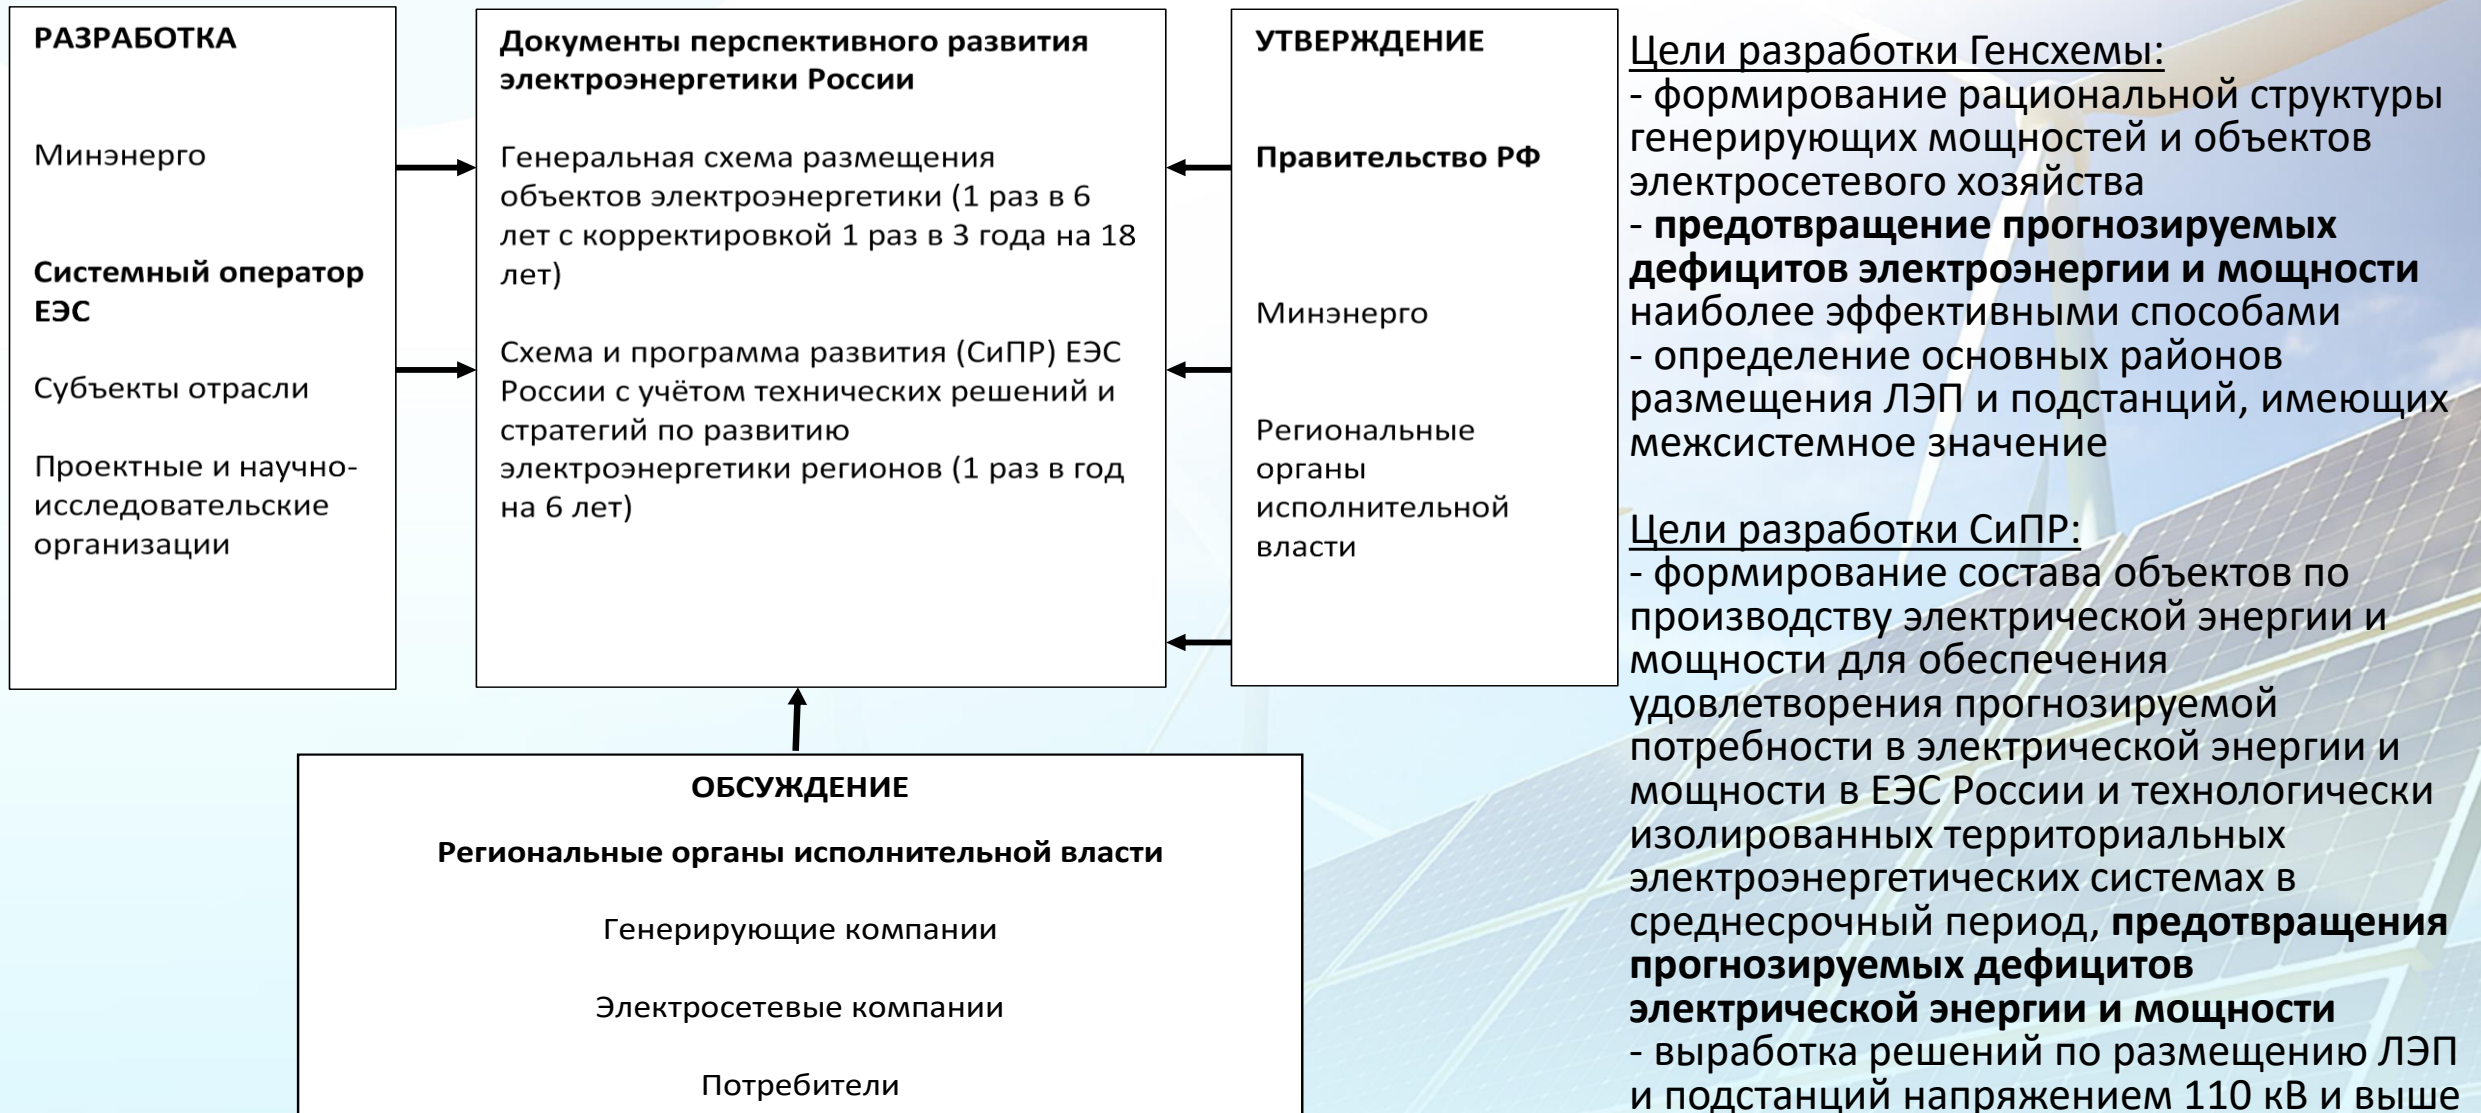 РАЗРАБОТКА
Минэнерго
Системный оператор
ЕЭС
Субъекты отрасли
Проектные и научно-
исследовательские
организации
Документы перспективного развития
электроэнергетики России
Генеральная схема размещения
объектов электроэнергетики (1 раз в 6
лет с корректировкой 1 раз в 3 года на 18
лет)
Схема и программа развития (СиПР) ЕЭС
России с учётом технических решений и
стратегий по развитию
электроэнергетики регионов (1 раз в год
на 6 лет)
УТВЕРЖДЕНИЕ
Правительство РФ
Минэнерго
Региональные
органы
исполнительной
власти
ОБСУЖДЕНИЕ
Региональные органы исполнительной власти
Генерирующие компании
Электросетевые компании
Потребители
Цели разработки Генсхемы:
- формирование рациональной структуры
генерирующих мощностей и объектов
электросетевого хозяйства
- предотвращение прогнозируемых
дефицитов электроэнергии и мощности
наиболее эффективными способами
- определение основных районов
размещения ЛЭП и подстанций, имеющих
межсистемное значение
Цели разработки СиПР:
- формирование состава объектов по
производству электрической энергии и
мощности для обеспечения
удовлетворения прогнозируемой
потребности в электрической энергии и
мощности в ЕЭС России и технологически
изолированных территориальных
электроэнергетических системах в
среднесрочный период, предотвращения
прогнозируемых дефицитов
электрической энергии и мощности
- выработка решений по размещению ЛЭП
и подстанций напряжением 110 кВ и выше